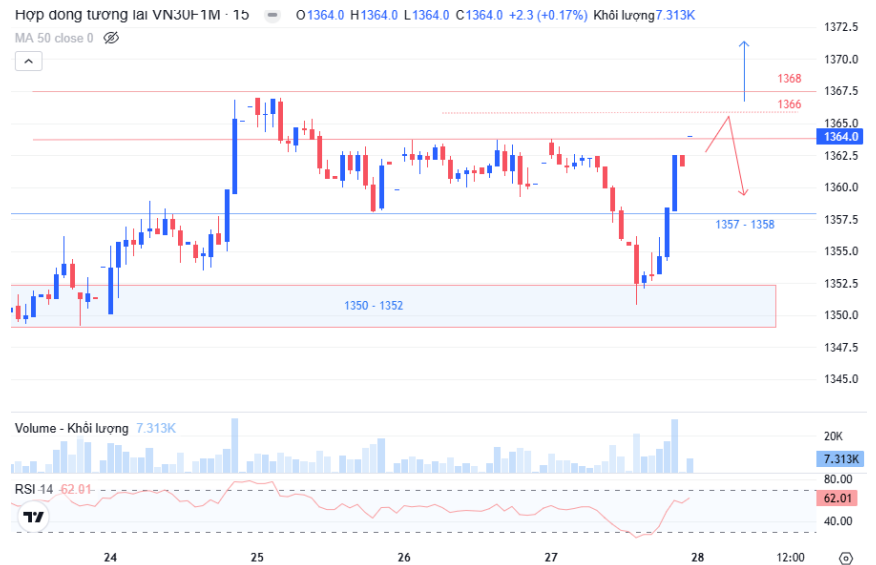 Hợp đồng tương lai VN30F1M · 15 O1364.0 H1364.0 L1364.0 C1364.0 +2.3 (+0.17%) Khối lượng7.313K
MA 50 close 0
1372.5
1370.0
1368
1367.5
1366
1365.0
1364.0
1362.5
1360.0
1357.5
1357 - 1358
1355.0
1352.5
1350 - 1352
1350.0
1347.5
1345.0
Volume - Khối lượng 7.313K
20K
7.313K
80.00
RSI 14 62.01
62.01
40.00
24 25 26 27 28 12:00